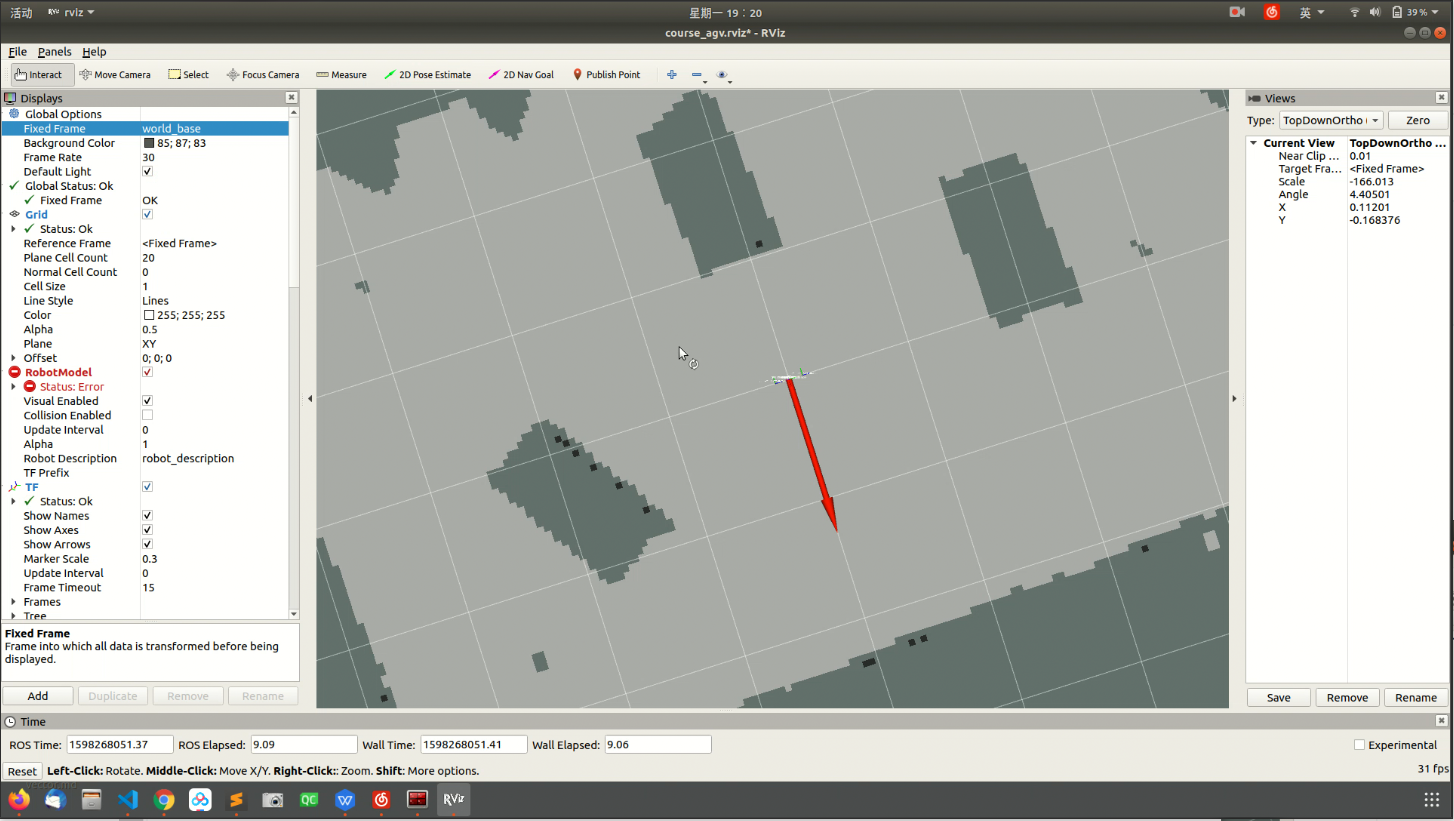 活动 RViz rviz 星期一 19：20 英 39 %
course_agv.rviz* - RViz
File Panels Help
Interact Move Camera Select Focus Camera Measure 2D Pose Estimate 2D Nav Goal Publish Point
Displays
Global Options
Fixed Frame world_base
Background Color 85; 87; 83
Frame Rate 30
Default Light
Global Status: Ok
Fixed Frame OK
Grid
Status: Ok
Reference Frame <Fixed Frame>
Plane Cell Count 20
Normal Cell Count 0
Cell Size 1
Line Style Lines
Color 255; 255; 255
Alpha 0.5
Plane XY
Offset 0; 0; 0
RobotModel
Status: Error
Visual Enabled
Collision Enabled
Update Interval 0
Alpha 1
Robot Description robot_description
TF Prefix
TF
Status: Ok
Show Names
Show Axes
Show Arrows
Marker Scale 0.3
Update Interval 0
Frame Timeout 15
Frames
Tree
Fixed Frame
Frame into which all data is transformed before being
displayed.
Add Duplicate Remove Rename
Views
Type: TopDownOrtho ( Zero
Current View TopDownOrtho ...
Near Clip ... 0.01
Target Fra... <Fixed Frame>
Scale -166.013
Angle 4.40501
X 0.11201
Y -0.168376
Save Remove Rename
Time
ROS Time: 1598268051.37 ROS Elapsed: 9.09 Wall Time: 1598268051.41 Wall Elapsed: 9.06 Experimental
Reset Left-Click: Rotate. Middle-Click: Move X/Y. Right-Click:: Zoom. Shift: More options. 31 fps
QC W RViz